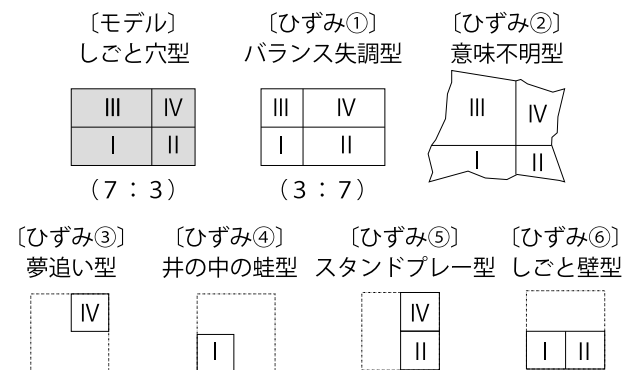 〔モデル〕 〔ひずみ①〕 〔ひずみ②〕
しごと穴型 バランス失調型 意味不明型
III IV III IV III IV
I II I II I II
（7：3） （3：7）
〔ひずみ③〕 〔ひずみ④〕 〔ひずみ⑤〕 〔ひずみ⑥〕
夢追い型 井の中の蛙型 スタンドプレー型 しごと壁型
IV IV
I II I II